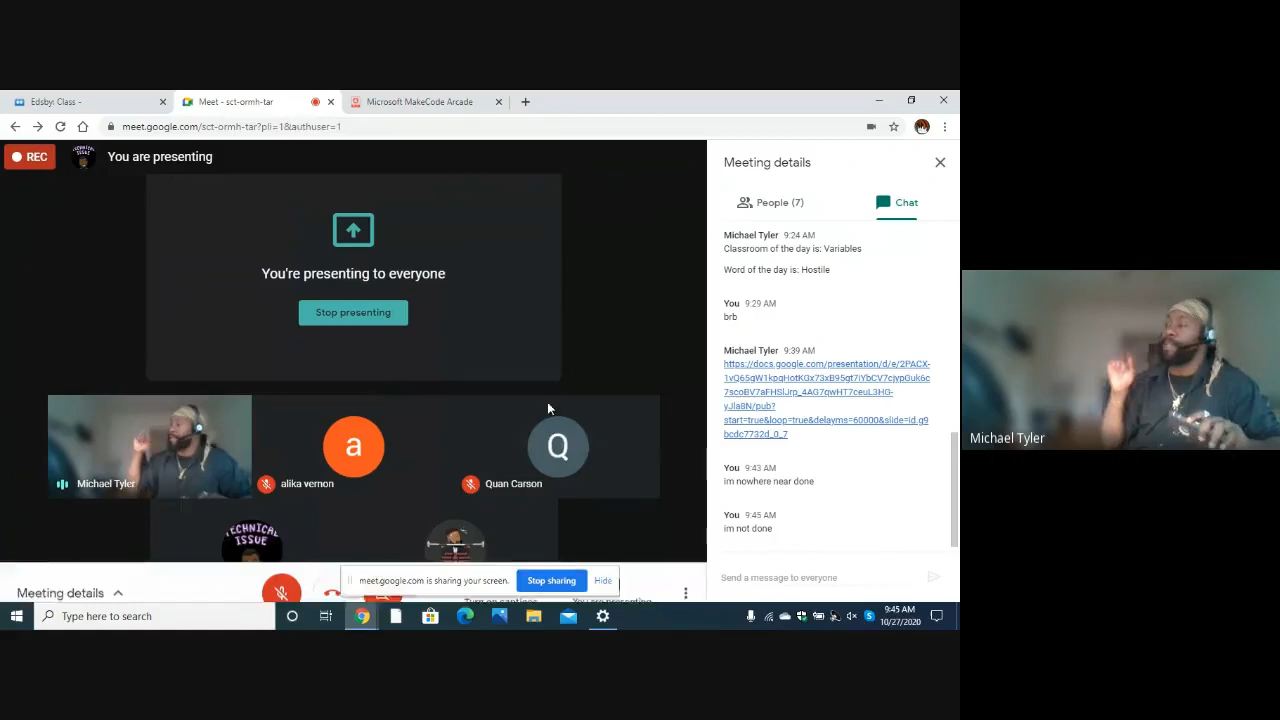 Edsby: Class -
Meet - sct-ormh-tar
Microsoft MakeCode Arcade
meet.google.com/sct-ormh-tar?pli=1&authuser=1
REC
You are presenting
Meeting details
People (7)
Chat
You're presenting to everyone
Stop presenting
Michael Tyler 9:24 AM
Classroom of the day is: Variables
Word of the day is: Hostile
You 9:29 AM
brb
Michael Tyler 9:39 AM
https://docs.google.com/presentation/d/e/2PACX-
start=true&loop=true&delayms=60000&slide=id.g9
bcdc7732d_0_7
You 9:43 AM
im nowhere near done
You 9:45 AM
im not done
Send a message to everyone
a
Q
Michael Tyler
alika vernon
Quan Carson
TECHNICAL
ISSUE
meet.google.com is sharing your screen.
Stop sharing
Hide
Meeting details
Type here to search
9:45 AM
10/27/2020
Michael Tyler